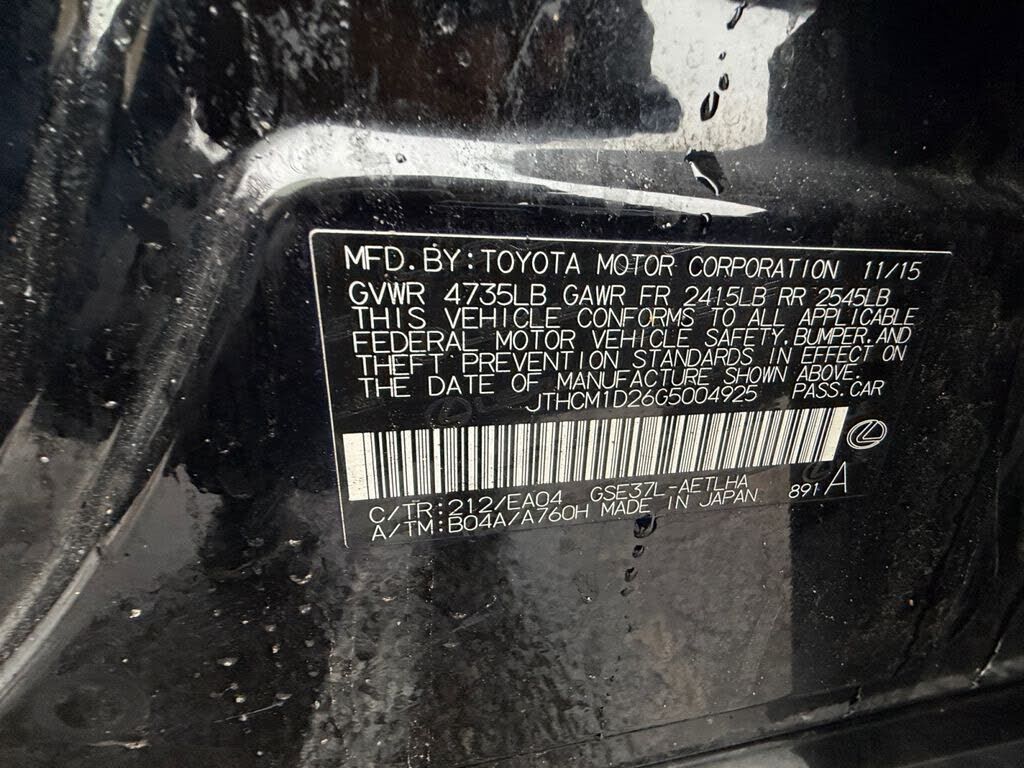 MFD.BY:TOYOTA MOTOR CORPORATION 11/15
GVWR 4735LB GAWR FR 2415LB RR 2545LB
THIS VEHICLE CONFORMS TO ALL APPLICABLE
FEDERAL MOTOR VEHICLE SAFETY,BUMPER,AND
THEFT PREVENTION STANDARDS IN EFFECT ON
THE DATE OF MANUFACTURE SHOWN ABOVE.
JTHCM1D26G5004925 PASS.CAR
C/TR:212/EA04 GSE37L-AETLHA 891 A
A/TM:B04A/A760H MADE IN JAPAN